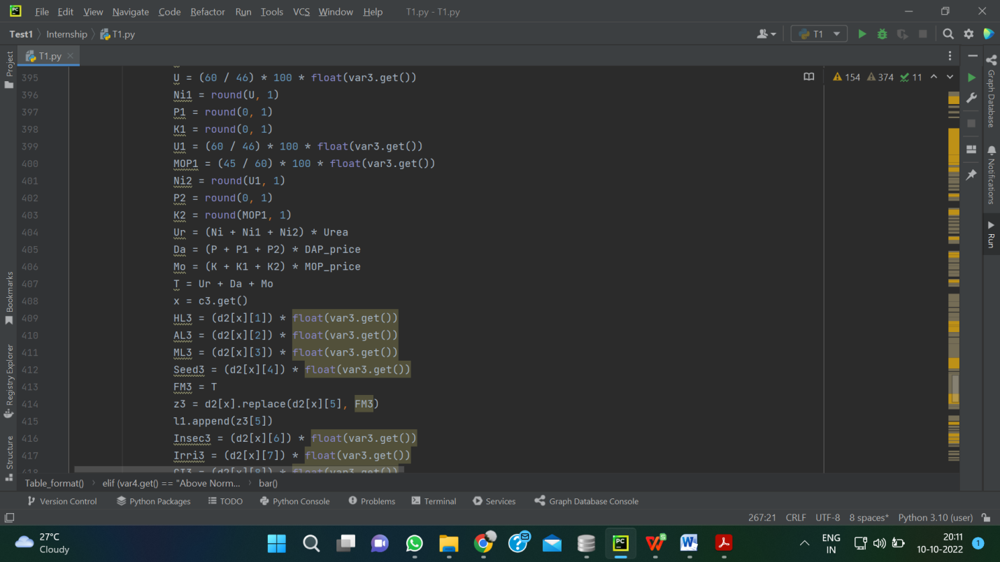 PC File Edit View Navigate Code Refactor Run Tools VCS Window Help T1.py - T1.py
Test1 Internship T1.py T1
T1.py
Project
395 U = (60 / 46) * 100 * float(var3.get())
154 374 11
396 Ni1 = round(U, 1)
397 P1 = round(0, 1)
398 K1 = round(0, 1)
399 U1 = (60 / 46) * 100 * float(var3.get())
400 MOP1 = (45 / 60) * 100 * float(var3.get())
401 Ni2 = round(U1, 1)
402 P2 = round(0, 1)
403 K2 = round(MOP1, 1)
404 Ur = (Ni + Ni1 + Ni2) * Urea
405 Da = (P + P1 + P2) * DAP_price
406 Mo = (K + K1 + K2) * MOP_price
407 T = Ur + Da + Mo
408 x = c3.get()
409 HL3 = (d2[x][1]) * float(var3.get())
410 AL3 = (d2[x][2]) * float(var3.get())
411 ML3 = (d2[x][3]) * float(var3.get())
412 Seed3 = (d2[x][4]) * float(var3.get())
413 FM3 = T
414 z3 = d2[x].replace(d2[x][5], FM3)
415 l1.append(z3[5])
416 Insec3 = (d2[x][6]) * float(var3.get())
417 Irri3 = (d2[x][7]) * float(var3.get())
418 CI3 = (d2[x][8]) * float(var3.get())
Bookmarks
Registry Explorer
Structure
Graph Database
Notifications
Run
Table_format() elif (var4.get() == "Above Norm... bar()
Version Control Python Packages TODO Python Console Problems Terminal Services Graph Database Console
267:21 CRLF UTF-8 8 spaces* Python 3.10 (user)
27°C
Cloudy
PC
ENG
IN
20:11
10-10-2022
1